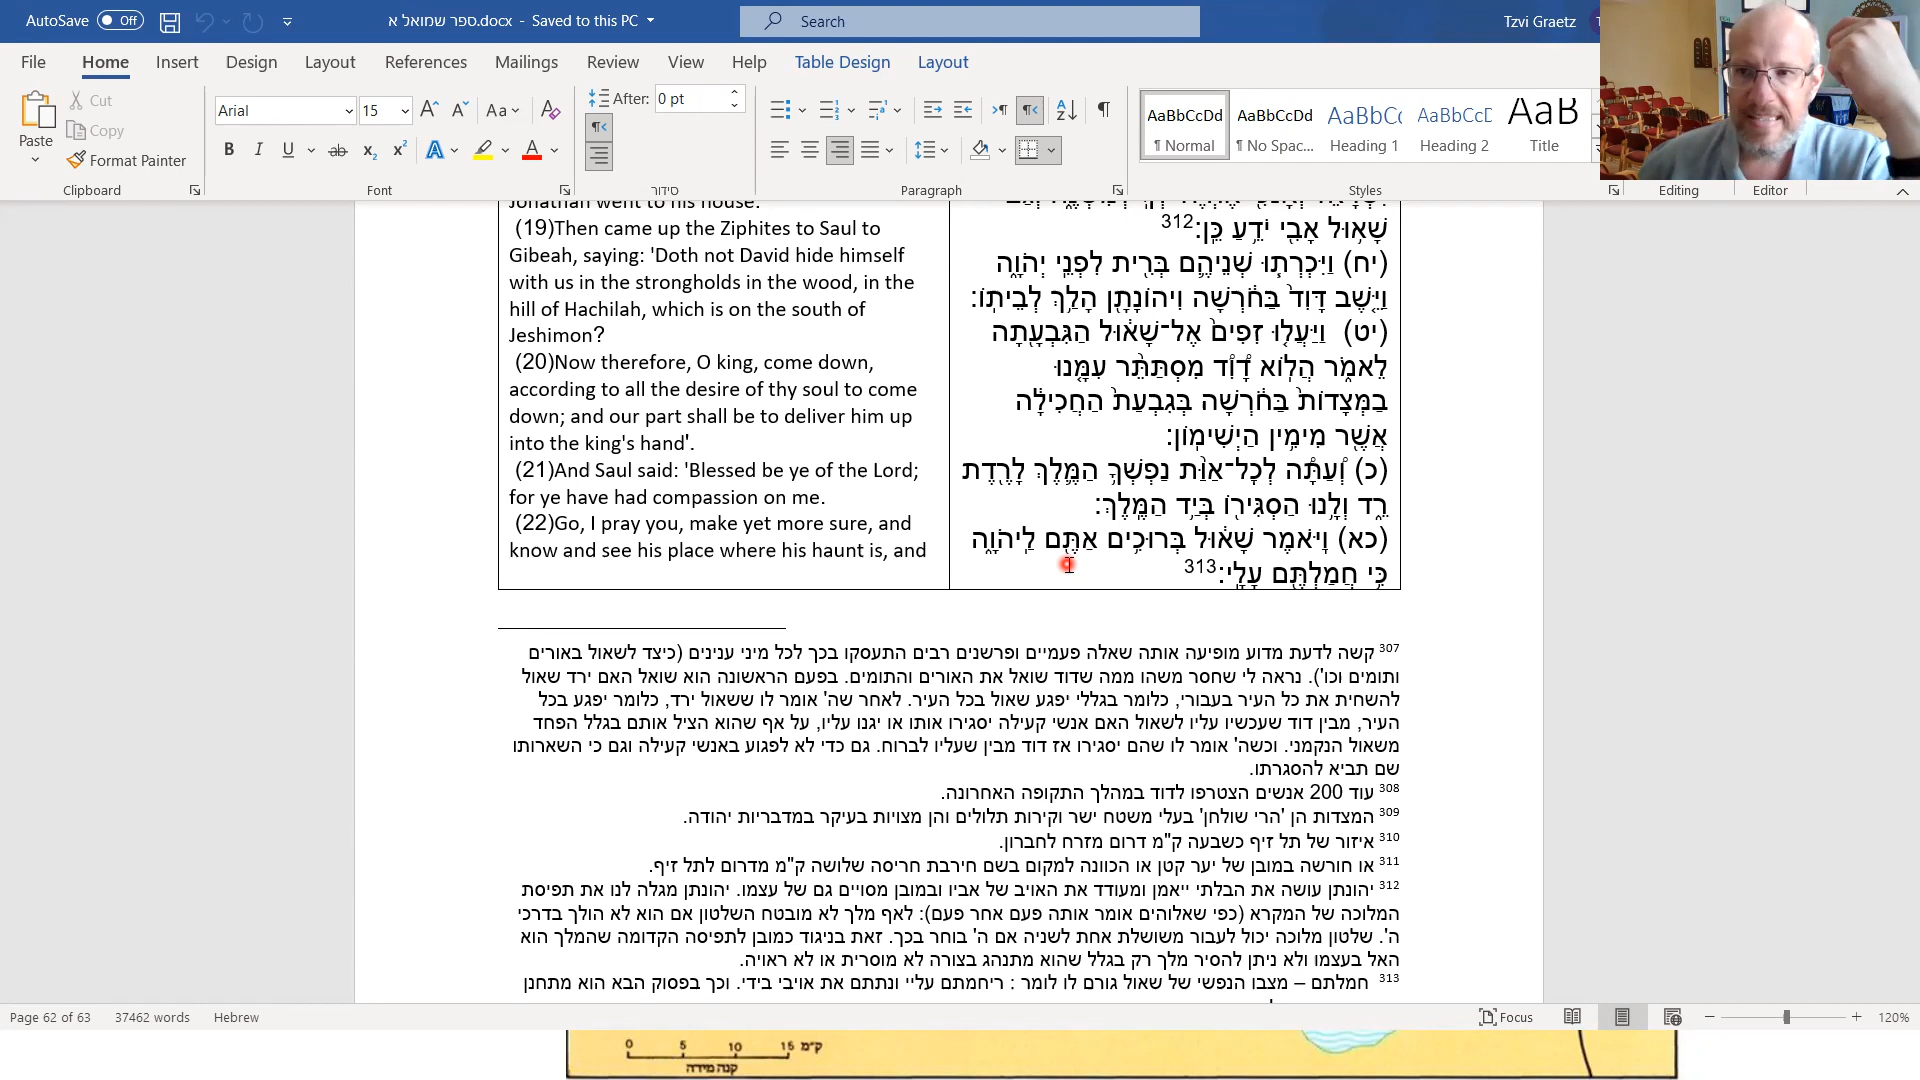 AutoSave Off ספר שמואל א.docx - Saved to this PC Search Tzvi Graetz
File Home Insert Design Layout References Mailings Review View Help Table Design Layout
Paste Cut Copy Format Painter Clipboard
Arial 15 Aa Font
After: 0 pt סידור
Paragraph
AaBbCcDd ¶ Normal AaBbCcDd ¶ No Spac... AaBbCc Heading 1 AaBbCcD Heading 2 AaB Title Styles Editing Editor
Jonathan went to his house.
(19)Then came up the Ziphites to Saul to
Gibeah, saying: 'Doth not David hide himself
with us in the strongholds in the wood, in the
hill of Hachilah, which is on the south of
Jeshimon?
(20)Now therefore, O king, come down,
according to all the desire of thy soul to come
down; and our part shall be to deliver him up
into the king's hand'.
(21)And Saul said: 'Blessed be ye of the Lord;
for ye have had compassion on me.
(22)Go, I pray you, make yet more sure, and
know and see his place where his haunt is, and
שָׁא֥וּל אָבִ֖י יֹדֵ֥עַ כֵּֽן׃312
(יח) וַיִּכְרְת֧וּ שְׁנֵיהֶ֛ם בְּרִ֖ית לִפְנֵ֣י יְהֹוָ֑ה
וַיֵּ֤שֶׁב דָּוִד֙ בַּחֹ֔רְשָׁה וִיהוֹנָתָ֖ן הָלַ֥ךְ לְבֵיתֽוֹ׃
(יט) וַיַּעֲל֤וּ זִפִים֙ אֶל־שָׁא֔וּל הַגִּבְעָ֖תָה
לֵאמֹ֑ר הֲל֣וֹא דָ֠וִ֠ד מִסְתַּתֵּ֨ר עִמָּ֤נוּ
בַמְּצָדוֹת֙ בַּחֹ֔רְשָׁה בְּגִבְעַת֙ הַחֲכִילָ֔ה
אֲשֶׁ֖ר מִימִ֥ין הַיְשִׁימֽוֹן׃
(כ) וְ֠עַתָּ֠ה לְכׇל־אַוַּ֨ת נַפְשְׁךָ֥ הַמֶּ֛לֶךְ לָרֶ֖דֶת
רֵ֑ד וְלָ֥נוּ הַסְגִּיר֖וֹ בְּיַ֥ד הַמֶּֽלֶךְ׃
(כא) וַיֹּ֣אמֶר שָׁא֔וּל בְּרוּכִ֥ים אַתֶּ֖ם לַֽיהֹוָ֑ה
כִּ֥י חֲמַלְתֶּ֖ם עָלָֽי׃313
307 קשה לדעת מדוע מופיעה אותה שאלה פעמיים ופרשנים רבים התעסקו בכך לכל מיני ענינים (כיצד לשאול באורים
ותומים וכו'). נראה לי שחסר משהו ממה שדוד שואל את האורים והתומים. בפעם הראשונה הוא שואל האם ירד שאול
להשחית את כל העיר בעבורי, כלומר בגללי יפגע שאול בכל העיר. לאחר שה' אומר לו ששאול ירד, כלומר יפגע בכל
העיר, מבין דוד שעכשיו עליו לשאול האם אנשי קעילה יסגירו אותו או יגנו עליו, על אף שהוא הציל אותם בגלל הפחד
משאול הנקמני. וכשה' אומר לו שהם יסגירו אז דוד מבין שעליו לברוח. גם כדי לא לפגוע באנשי קעילה וגם כי השארותו
שם תביא להסגרתו.
308 עוד 200 אנשים הצטרפו לדוד במהלך התקופה האחרונה.
309 המצדות הן 'הרי שולחן' בעלי משטח ישר וקירות תלולים והן מצויות בעיקר במדבריות יהודה.
310 איזור של תל זיף כשבעה ק"מ דרום מזרח לחברון.
311 או חורשה במובן של יער קטן או הכוונה למקום בשם חירבת חריסה שלושה ק"מ מדרום לתל זיף.
312 יהונתן עושה את הבלתי ייאמן ומעודד את האויב של אביו ובמובן מסויים גם של עצמו. יהונתן מגלה לנו את תפיסת
המלוכה של המקרא (כפי שאלוהים אומר אותה פעם אחר פעם): לאף מלך לא מובטח השלטון אם הוא לא הולך בדרכי
ה'. שלטון מלוכה יכול לעבור משושלת אחת לשניה אם ה' בוחר בכך. זאת בניגוד כמובן לתפיסה הקדומה שהמלך הוא
האל בעצמו ולא ניתן להסיר מלך רק בגלל שהוא מתנהג בצורה לא מוסרית או לא ראויה.
313 חמלתם – מצבו הנפשי של שאול גורם לו לומר : ריחמתם עליי ונתתם את אויבי בידי. וכך בפסוק הבא הוא מתחנן
Page 62 of 63 37462 words Hebrew Focus 120%
0 5 10 15 ק"מ
קנה מידה